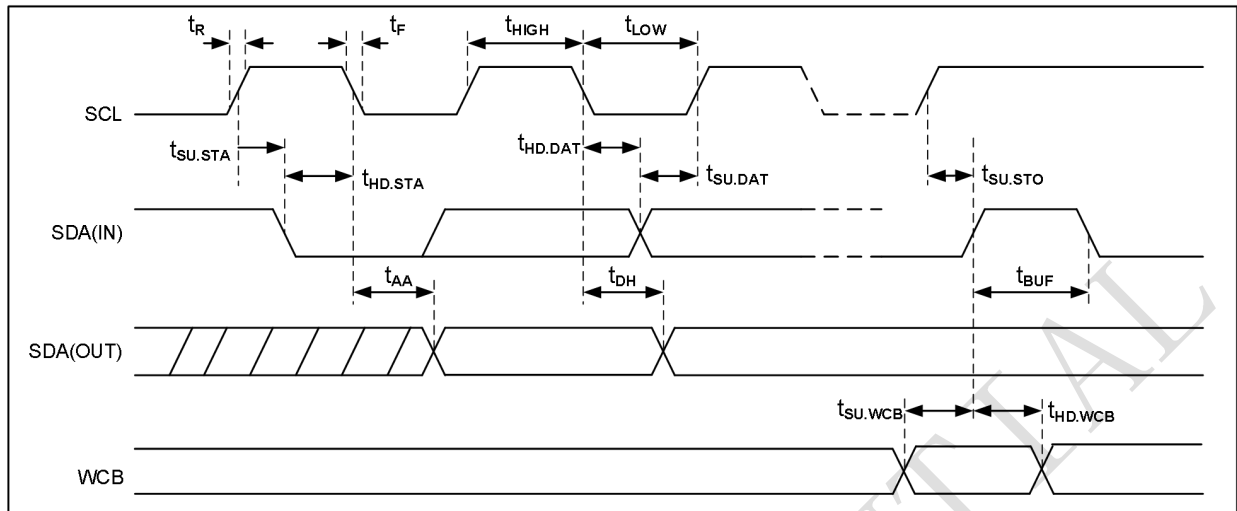 tR
tF
tHIGH
tLOW
SCL
tSU.STA
tHD.STA
tHD.DAT
tSU.DAT
tSU.STO
SDA(IN)
tAA
tDH
tBUF
SDA(OUT)
tSU.WCB
tHD.WCB
WCB
TIAL